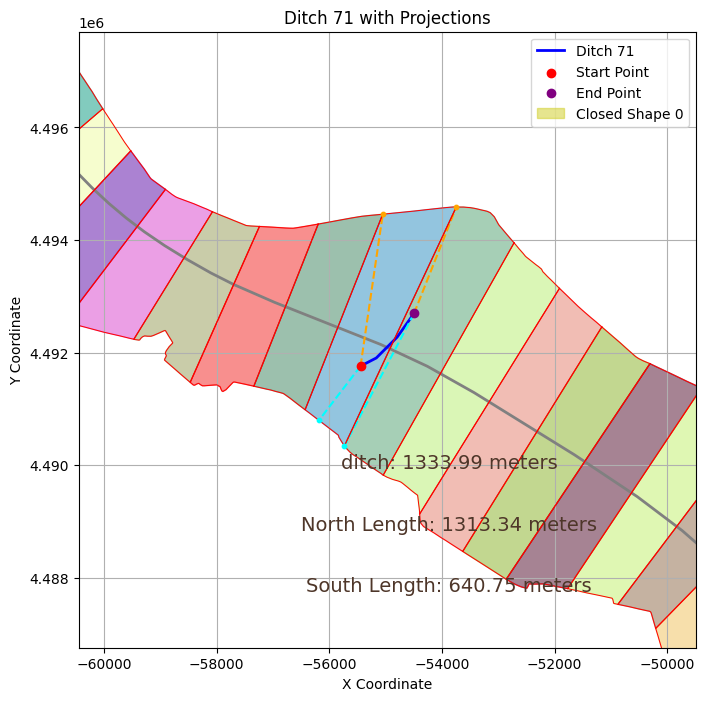 Ditch 71 with Projections
1e6
Ditch 71
Start Point
End Point
Closed Shape 0
4.496
4.494
4.492
4.490
4.488
Y Coordinate
ditch: 1333.99 meters
North Length: 1313.34 meters
South Length: 640.75 meters
−60000 −58000 −56000 −54000 −52000 −50000
X Coordinate